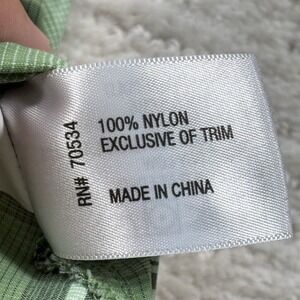 RN# 70534
100% NYLON
EXCLUSIVE OF TRIM
MADE IN CHINA